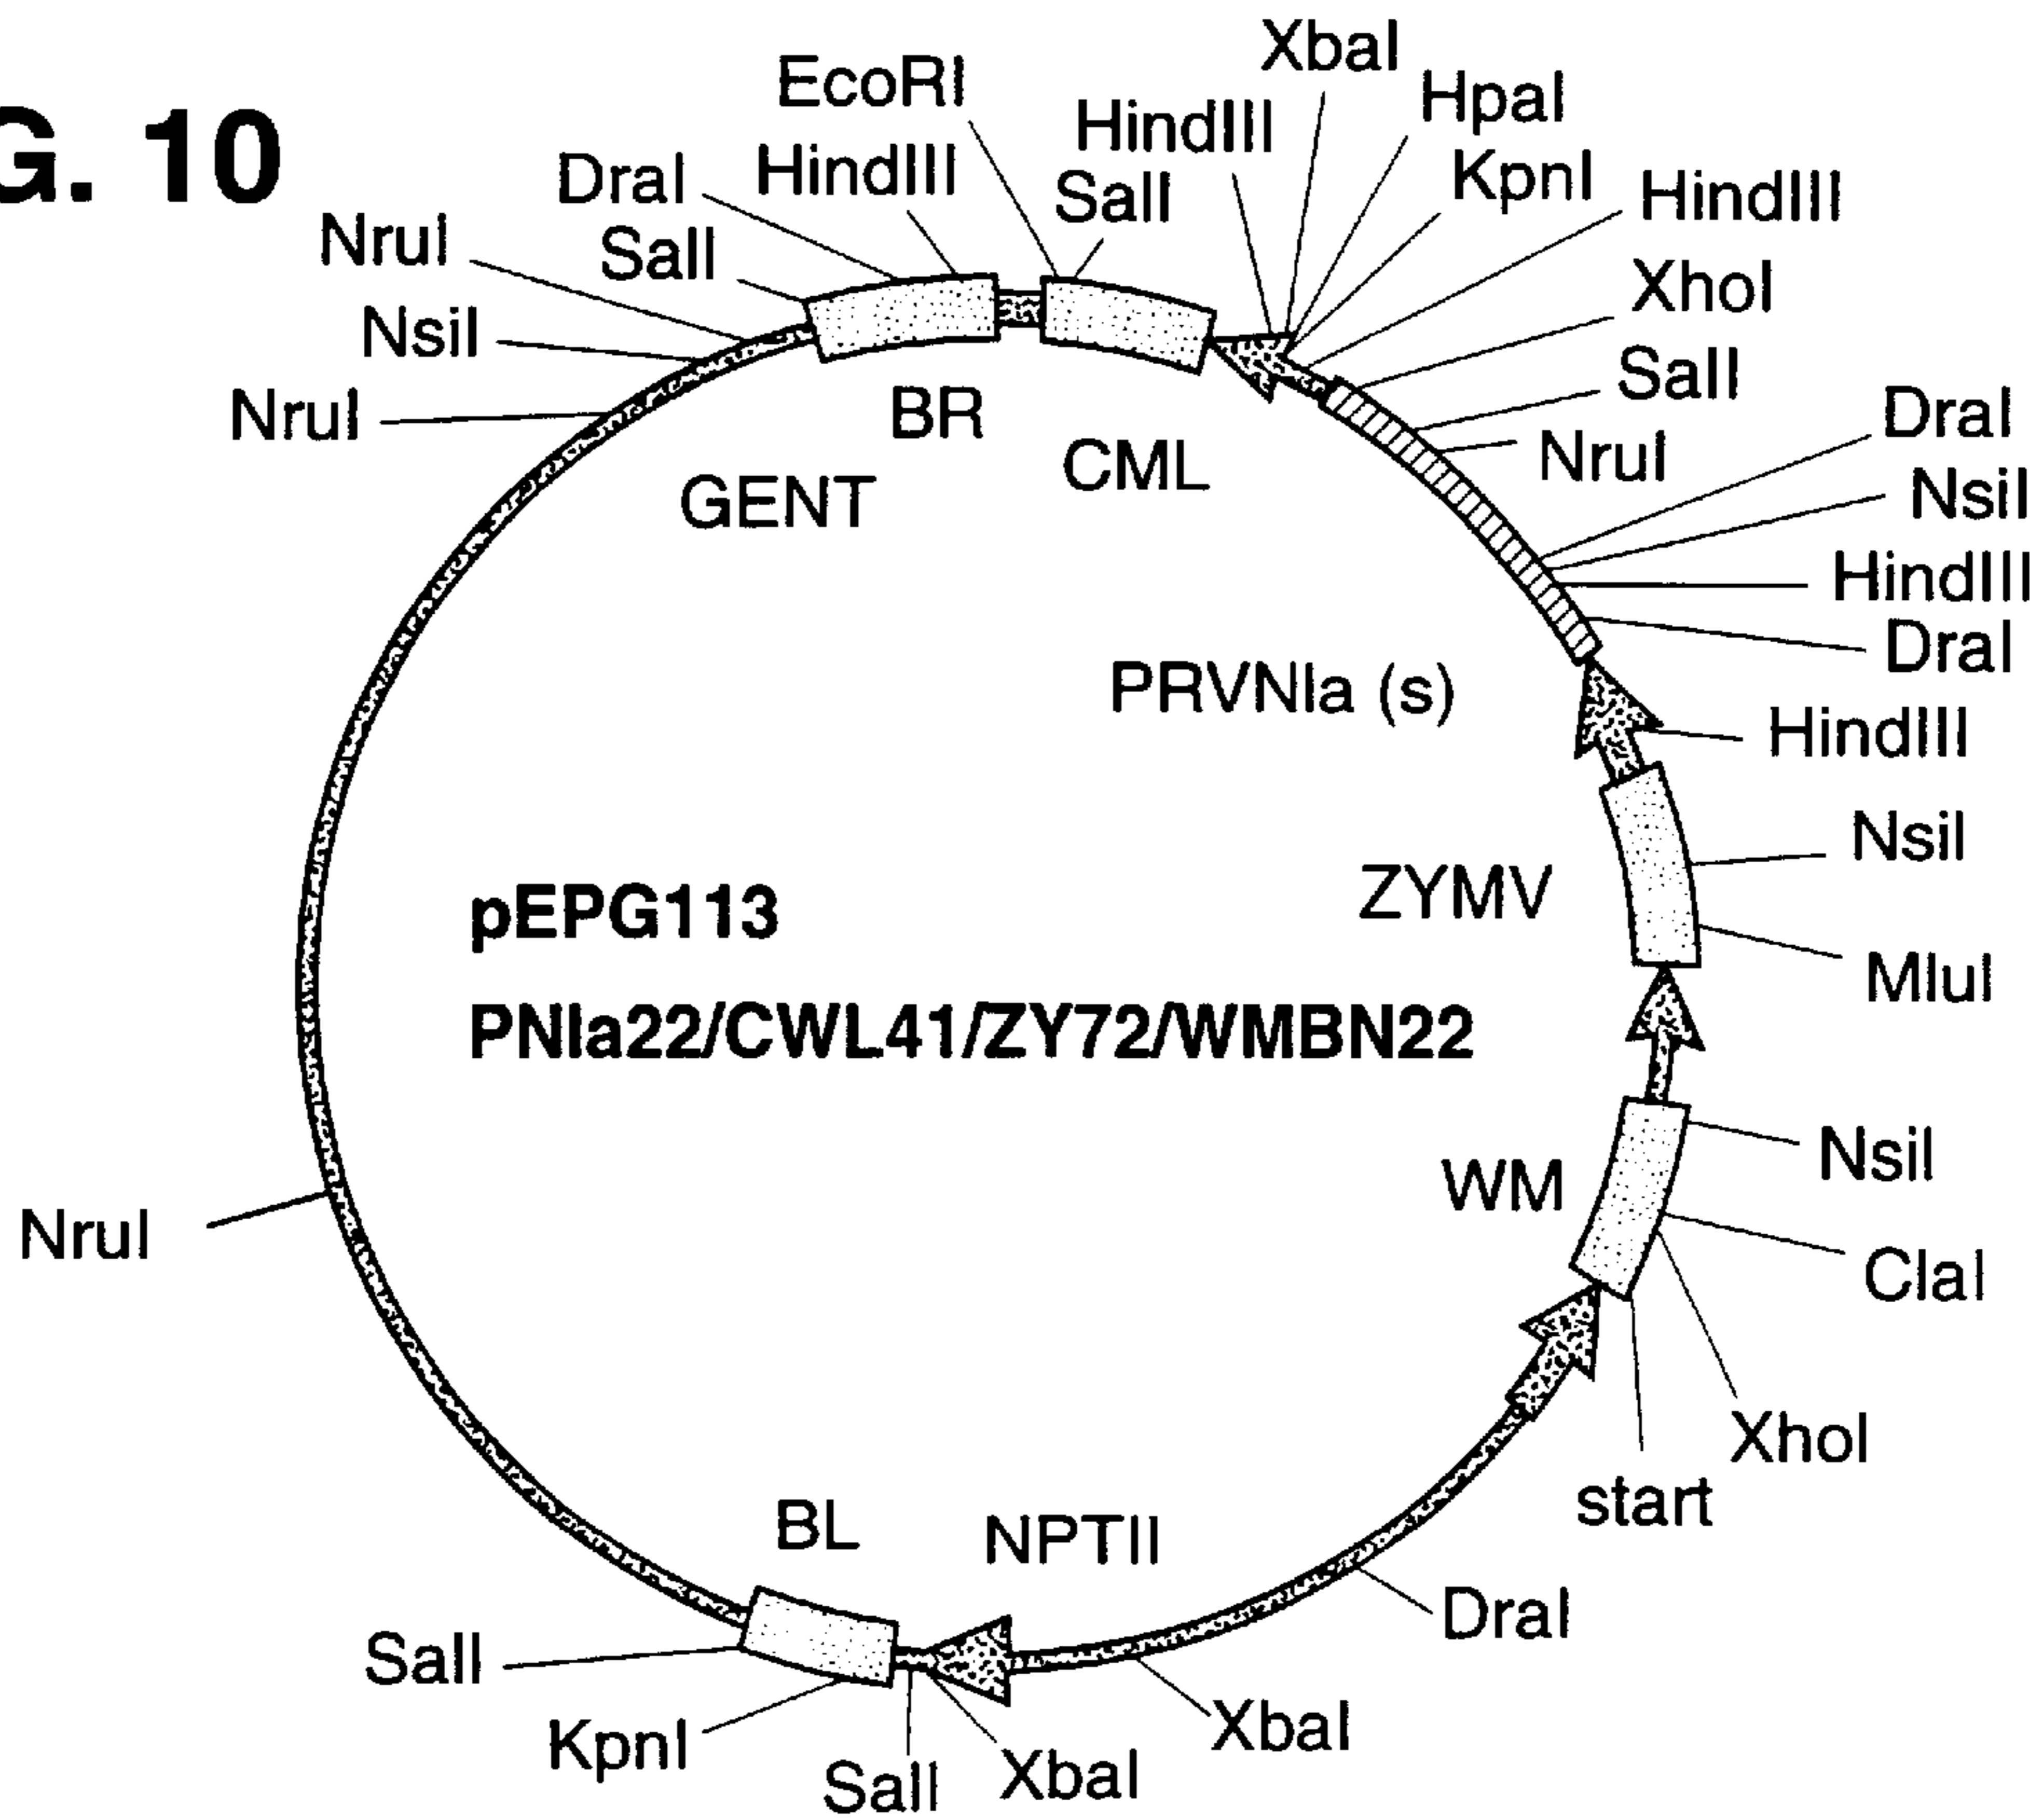 G. 10
XbaI
EcoRI
HindIII
HpaI
DraI
HindIII
SalI
KpnI
HindIII
NruI
SalI
XhoI
NsiI
SalI
NruI
NruI
DraI
BR
CML
NsiI
GENT
HindIII
DraI
PRVNIa (s)
HindIII
NsiI
ZYMV
pEPG113
MluI
PNIa22/CWL41/ZY72/WMBN22
NsiI
WM
NruI
ClaI
XhoI
start
BL
NPTII
DraI
SalI
KpnI
XbaI
SalI
XbaI